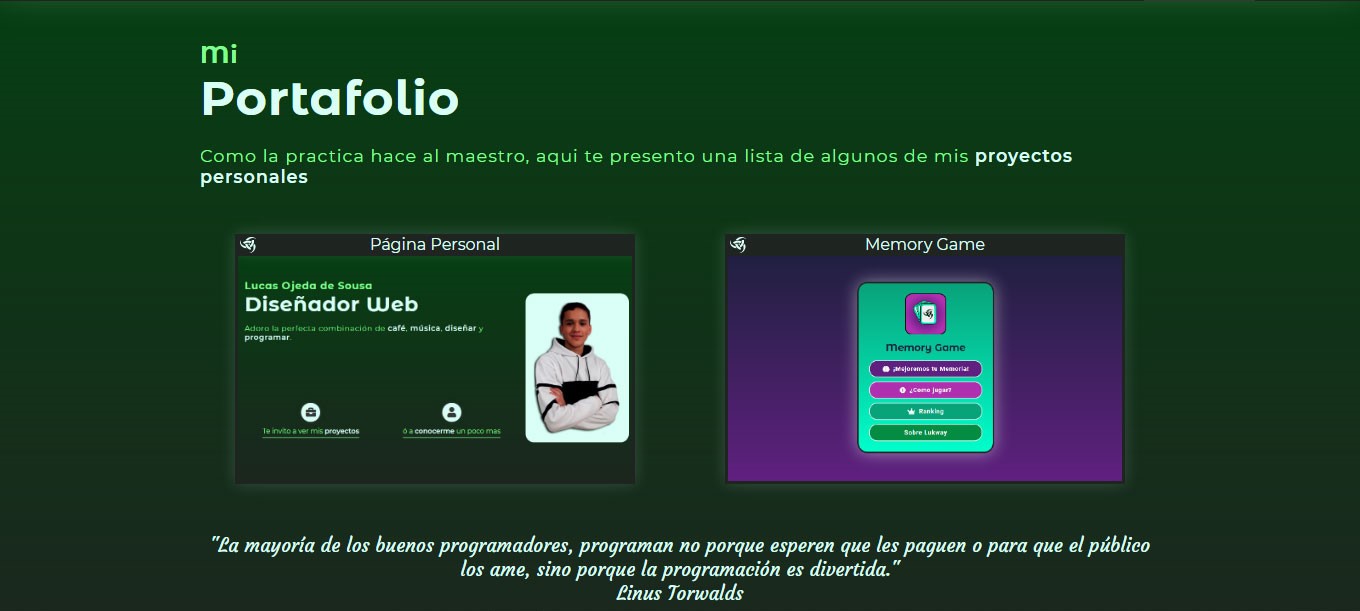 mi
Portafolio
Como la practica hace al maestro, aqui te presento una lista de algunos de mis proyectos
personales
Página Personal
Lucas Ojeda de Sousa
Diseñador Web
Adoro la perfecta combinación de café, música, diseñar y
programar.
Te invito a ver mis proyectos
ó a conocerme un poco mas
Memory Game
Memory Game
¡Mejoremos tu Memoria!
¿Como jugar?
Ranking
Sobre Lukway
"La mayoría de los buenos programadores, programan no porque esperen que les paguen o para que el público
los ame, sino porque la programación es divertida."
Linus Torwalds